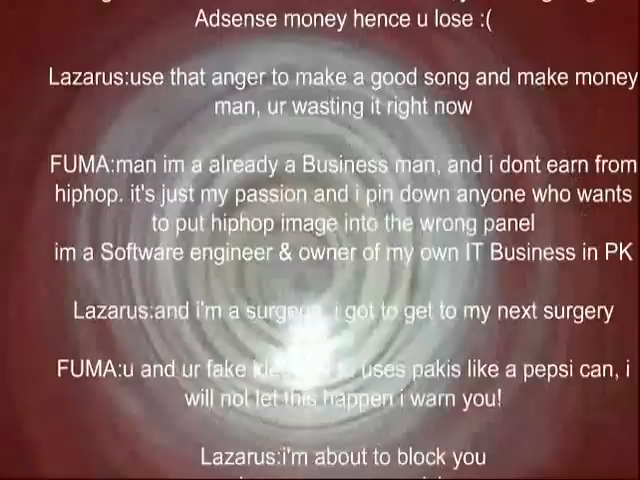 Adsense money hence u lose :(
Lazarus:use that anger to make a good song and make money
man, ur wasting it right now
FUMA:man im a already a Business man, and i dont earn from
hiphop. it's just my passion and i pin down anyone who wants
to put hiphop image into the wrong panel
im a Software engineer & owner of my own IT Business in PK
Lazarus:and i'm a surgeon, i got to get to my next surgery
FUMA:u and ur fake uses pakis like a pepsi can, i
will not let this happen i warn you!
Lazarus:i'm about to block you